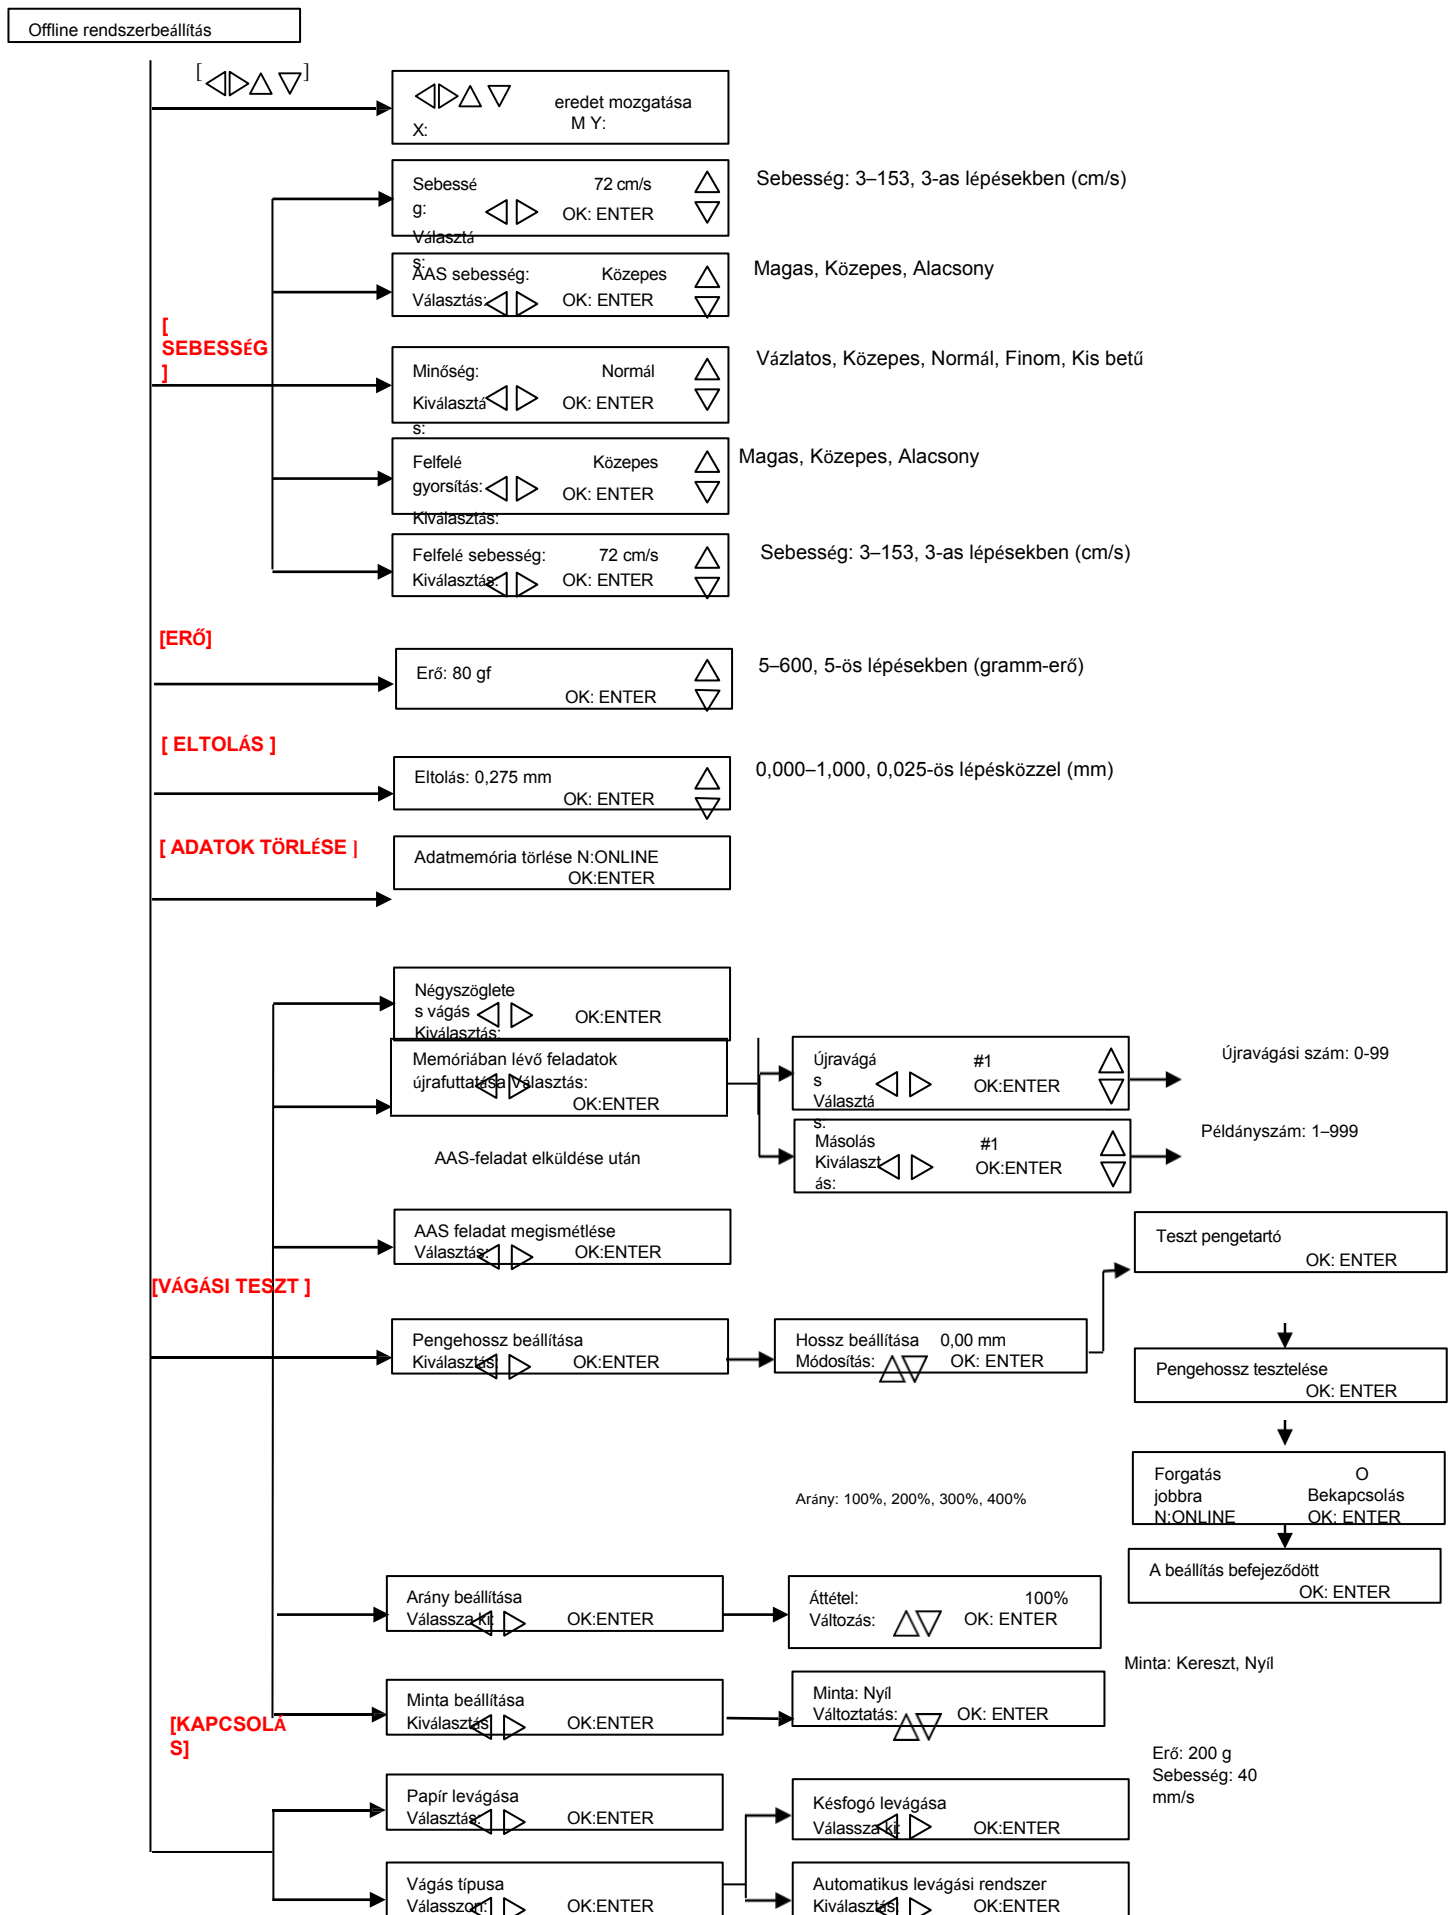 Offline rendszerbeállítás
[ ]
eredet mozgatása
X: M Y:
Sebessé 72 cm/s
g: OK: ENTER
Választá
s:
Sebesség: 3–153, 3-as lépésekben (cm/s)
AAS sebesség: Közepes
Választás: OK: ENTER
Magas, Közepes, Alacsony
[
SEBESSÉG
]
Minőség: Normál
Kiválasztá OK: ENTER
s:
Vázlatos, Közepes, Normál, Finom, Kis betű
Felfelé Közepes
gyorsítás: OK: ENTER
Kiválasztás:
Magas, Közepes, Alacsony
Felfelé sebesség: 72 cm/s
Kiválasztás: OK: ENTER
Sebesség: 3–153, 3-as lépésekben (cm/s)
[ERŐ]
Erő: 80 gf
OK: ENTER
5–600, 5-ös lépésekben (gramm-erő)
[ ELTOLÁS ]
Eltolás: 0,275 mm
OK: ENTER
0,000–1,000, 0,025-ös lépésközzel (mm)
[ ADATOK TÖRLÉSE ]
Adatmemória törlése N:ONLINE
OK:ENTER
Négyszöglete
s vágás OK:ENTER
Kiválasztás:
Memóriában lévő feladatok
újrafuttatása Választás:
OK:ENTER
Újravágá #1
s OK:ENTER
Választá
s:
Újravágási szám: 0-99
Másolás #1
Kiválaszt OK:ENTER
ás:
Példányszám: 1–999
AAS-feladat elküldése után
AAS feladat megismétlése
Választás: OK:ENTER
Teszt pengetartó
OK: ENTER
[VÁGÁSI TESZT ]
Pengehossz beállítása
Kiválasztás: OK:ENTER
Hossz beállítása 0,00 mm
Módosítás: OK: ENTER
Pengehossz tesztelése
OK: ENTER
Forgatás O
jobbra Bekapcsolás
N:ONLINE OK: ENTER
Arány: 100%, 200%, 300%, 400%
A beállítás befejeződött
OK: ENTER
Arány beállítása
Válassza ki: OK:ENTER
Áttétel: 100%
Változás: OK: ENTER
Minta: Kereszt, Nyíl
Minta beállítása
Kiválasztás: OK:ENTER
Minta: Nyíl
Változtatás: OK: ENTER
[KAPCSOLÁ
S]
Erő: 200 g
Sebesség: 40
mm/s
Papír levágása
Választás: OK:ENTER
Késfogó levágása
Válassza ki: OK:ENTER
Vágás típusa
Válasszon: OK:ENTER
Automatikus levágási rendszer
Kiválasztás: OK:ENTER